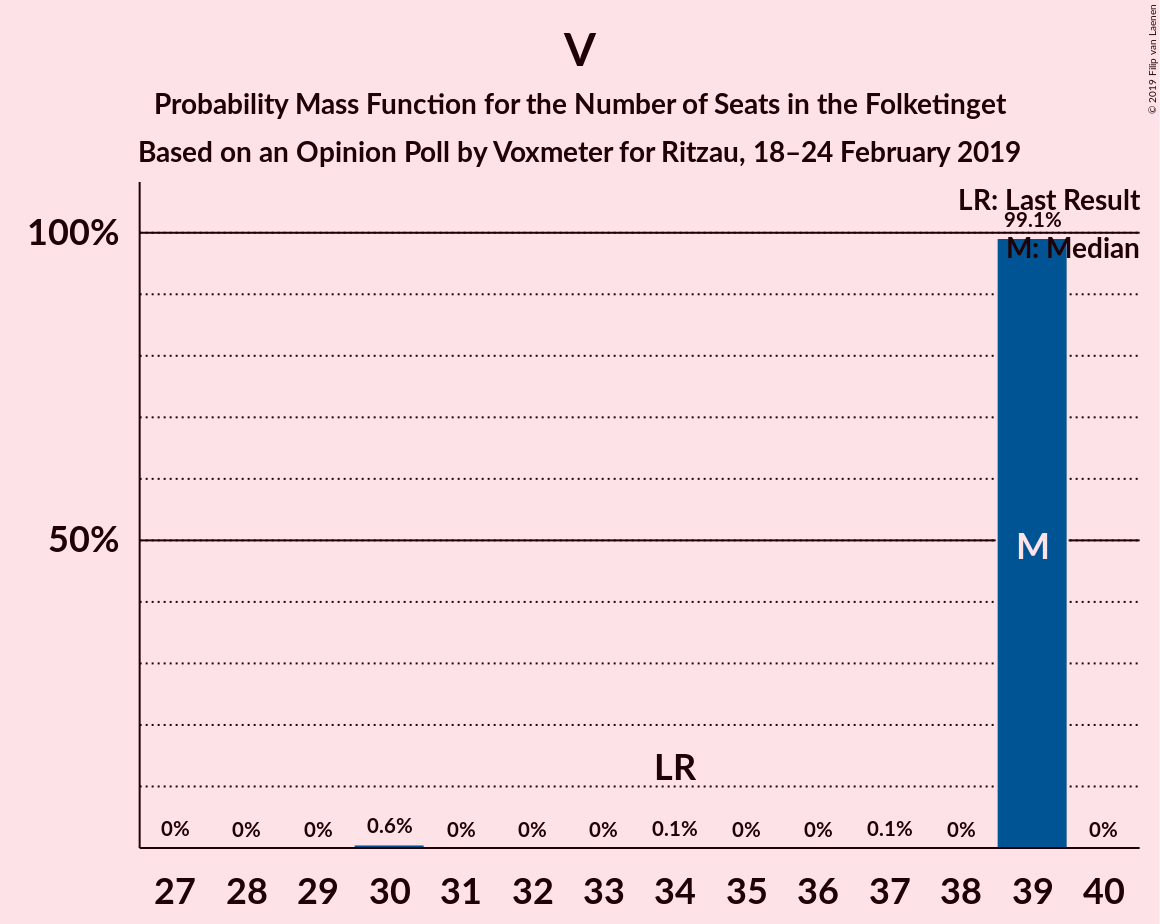 V
Probability Mass Function for the Number of Seats in the Folketinget
Based on an Opinion Poll by Voxmeter for Ritzau, 18–24 February 2019
© 2019 Filip van Laenen
LR: Last Result
99.1%
100%
M: Median
50%
M
LR
0% 0% 0% 0.6% 0% 0% 0% 0.1% 0% 0% 0.1% 0% 0%
27 28 29 30 31 32 33 34 35 36 37 38 39 40